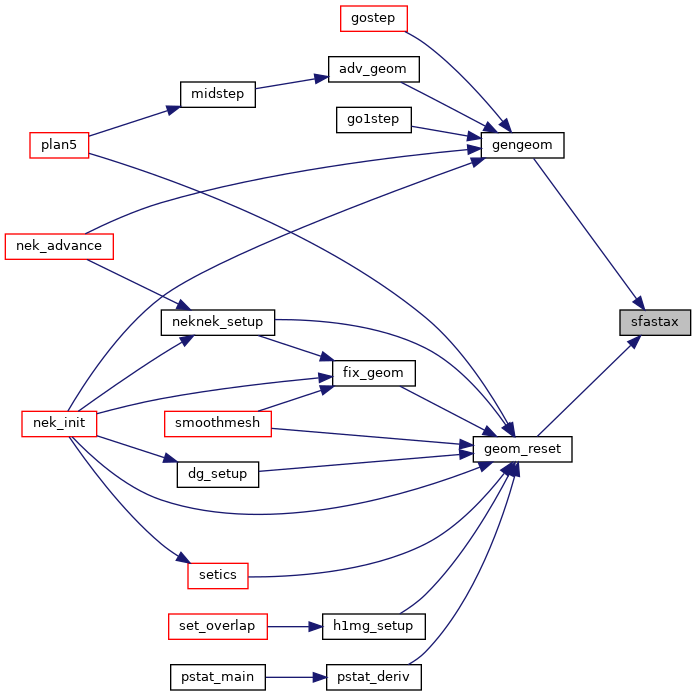 gostep
adv_geom
midstep
go1step
plan5
gengeom
nek_advance
neknek_setup
sfastax
fix_geom
nek_init
smoothmesh
geom_reset
dg_setup
setics
set_overlap
h1mg_setup
pstat_main
pstat_deriv